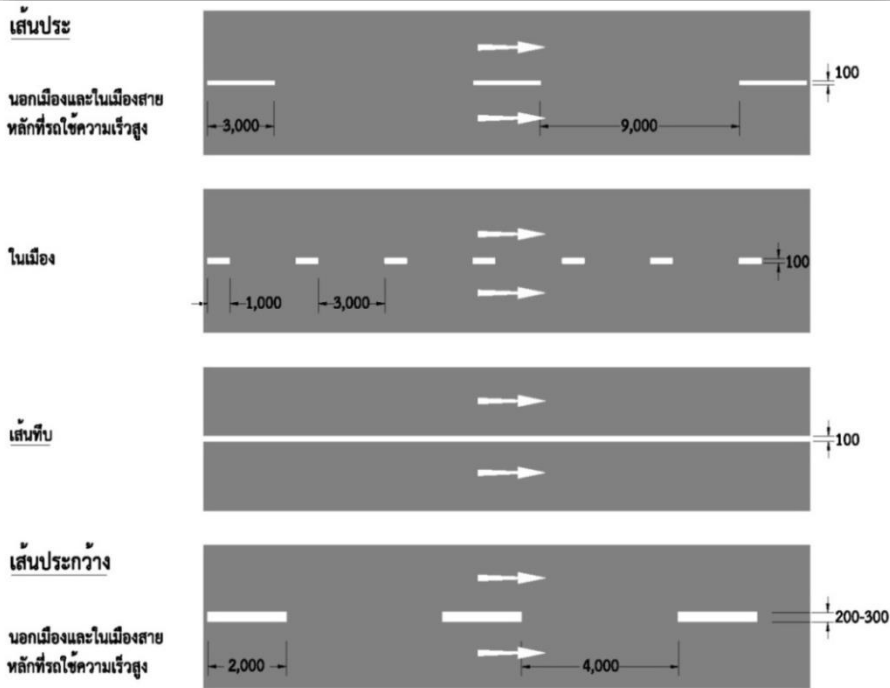 เส้นประ
นอกเมืองและในเมืองสาย
หลักที่รถใช้ความเร็วสูง
3,000
9,000
100
ในเมือง
1,000
3,000
100
เส้นทึบ
100
เส้นประกว้าง
นอกเมืองและในเมืองสาย
หลักที่รถใช้ความเร็วสูง
2,000
4,000
200-300